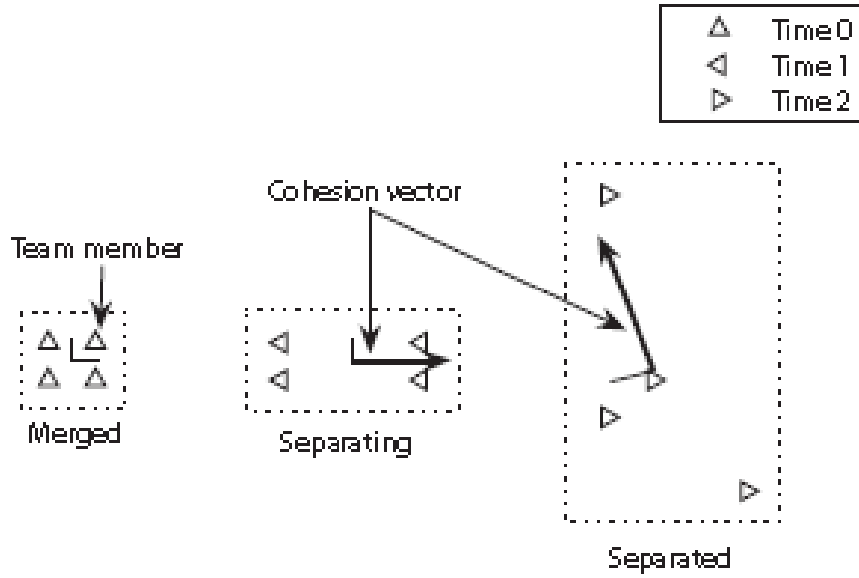 Time 0
Time 1
Time 2
Cohesion vector
Team member
Merged
Separating
Separated